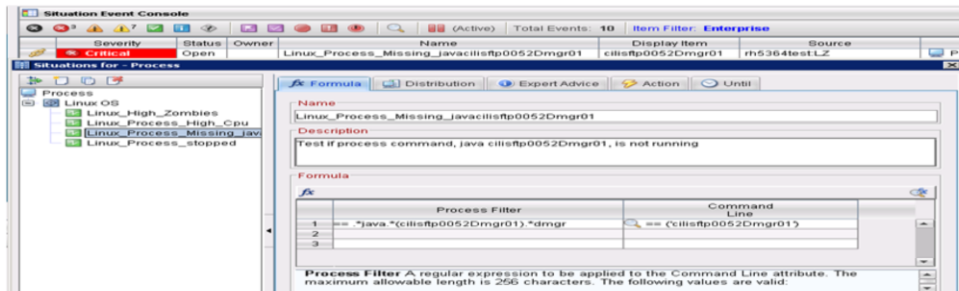 Situation Event Console
(Active) Total Events: 10 Item Filter: Enterprise
Severity Status Owner Name Display Item Source
Critical Open Linux_Process_Missing_javacilisftp0052Dmgr01 cilisftp0052Dmgr01 rh5364test:LZ P
Situations for - Process
Process
Linux OS
Linux_High_Zombies
Linux_Process_High_Cpu
Linux_Process_Missing_javi
Linux_Process_stopped
fx Formula Distribution Expert Advice Action Until
Name
Linux_Process_Missing_javacilisftp0052Dmgr01
Description
Test if process command, java cilisftp0052Dmgr01, is not running
Formula
fx
Process Filter Command Line
1 == .*java.*(cilisftp0052Dmgr01).*dmgr == ('cilisftp0052Dmgr01')
2
3
Process Filter A regular expression to be applied to the Command Line attribute. The
maximum allowable length is 256 characters. The following values are valid: